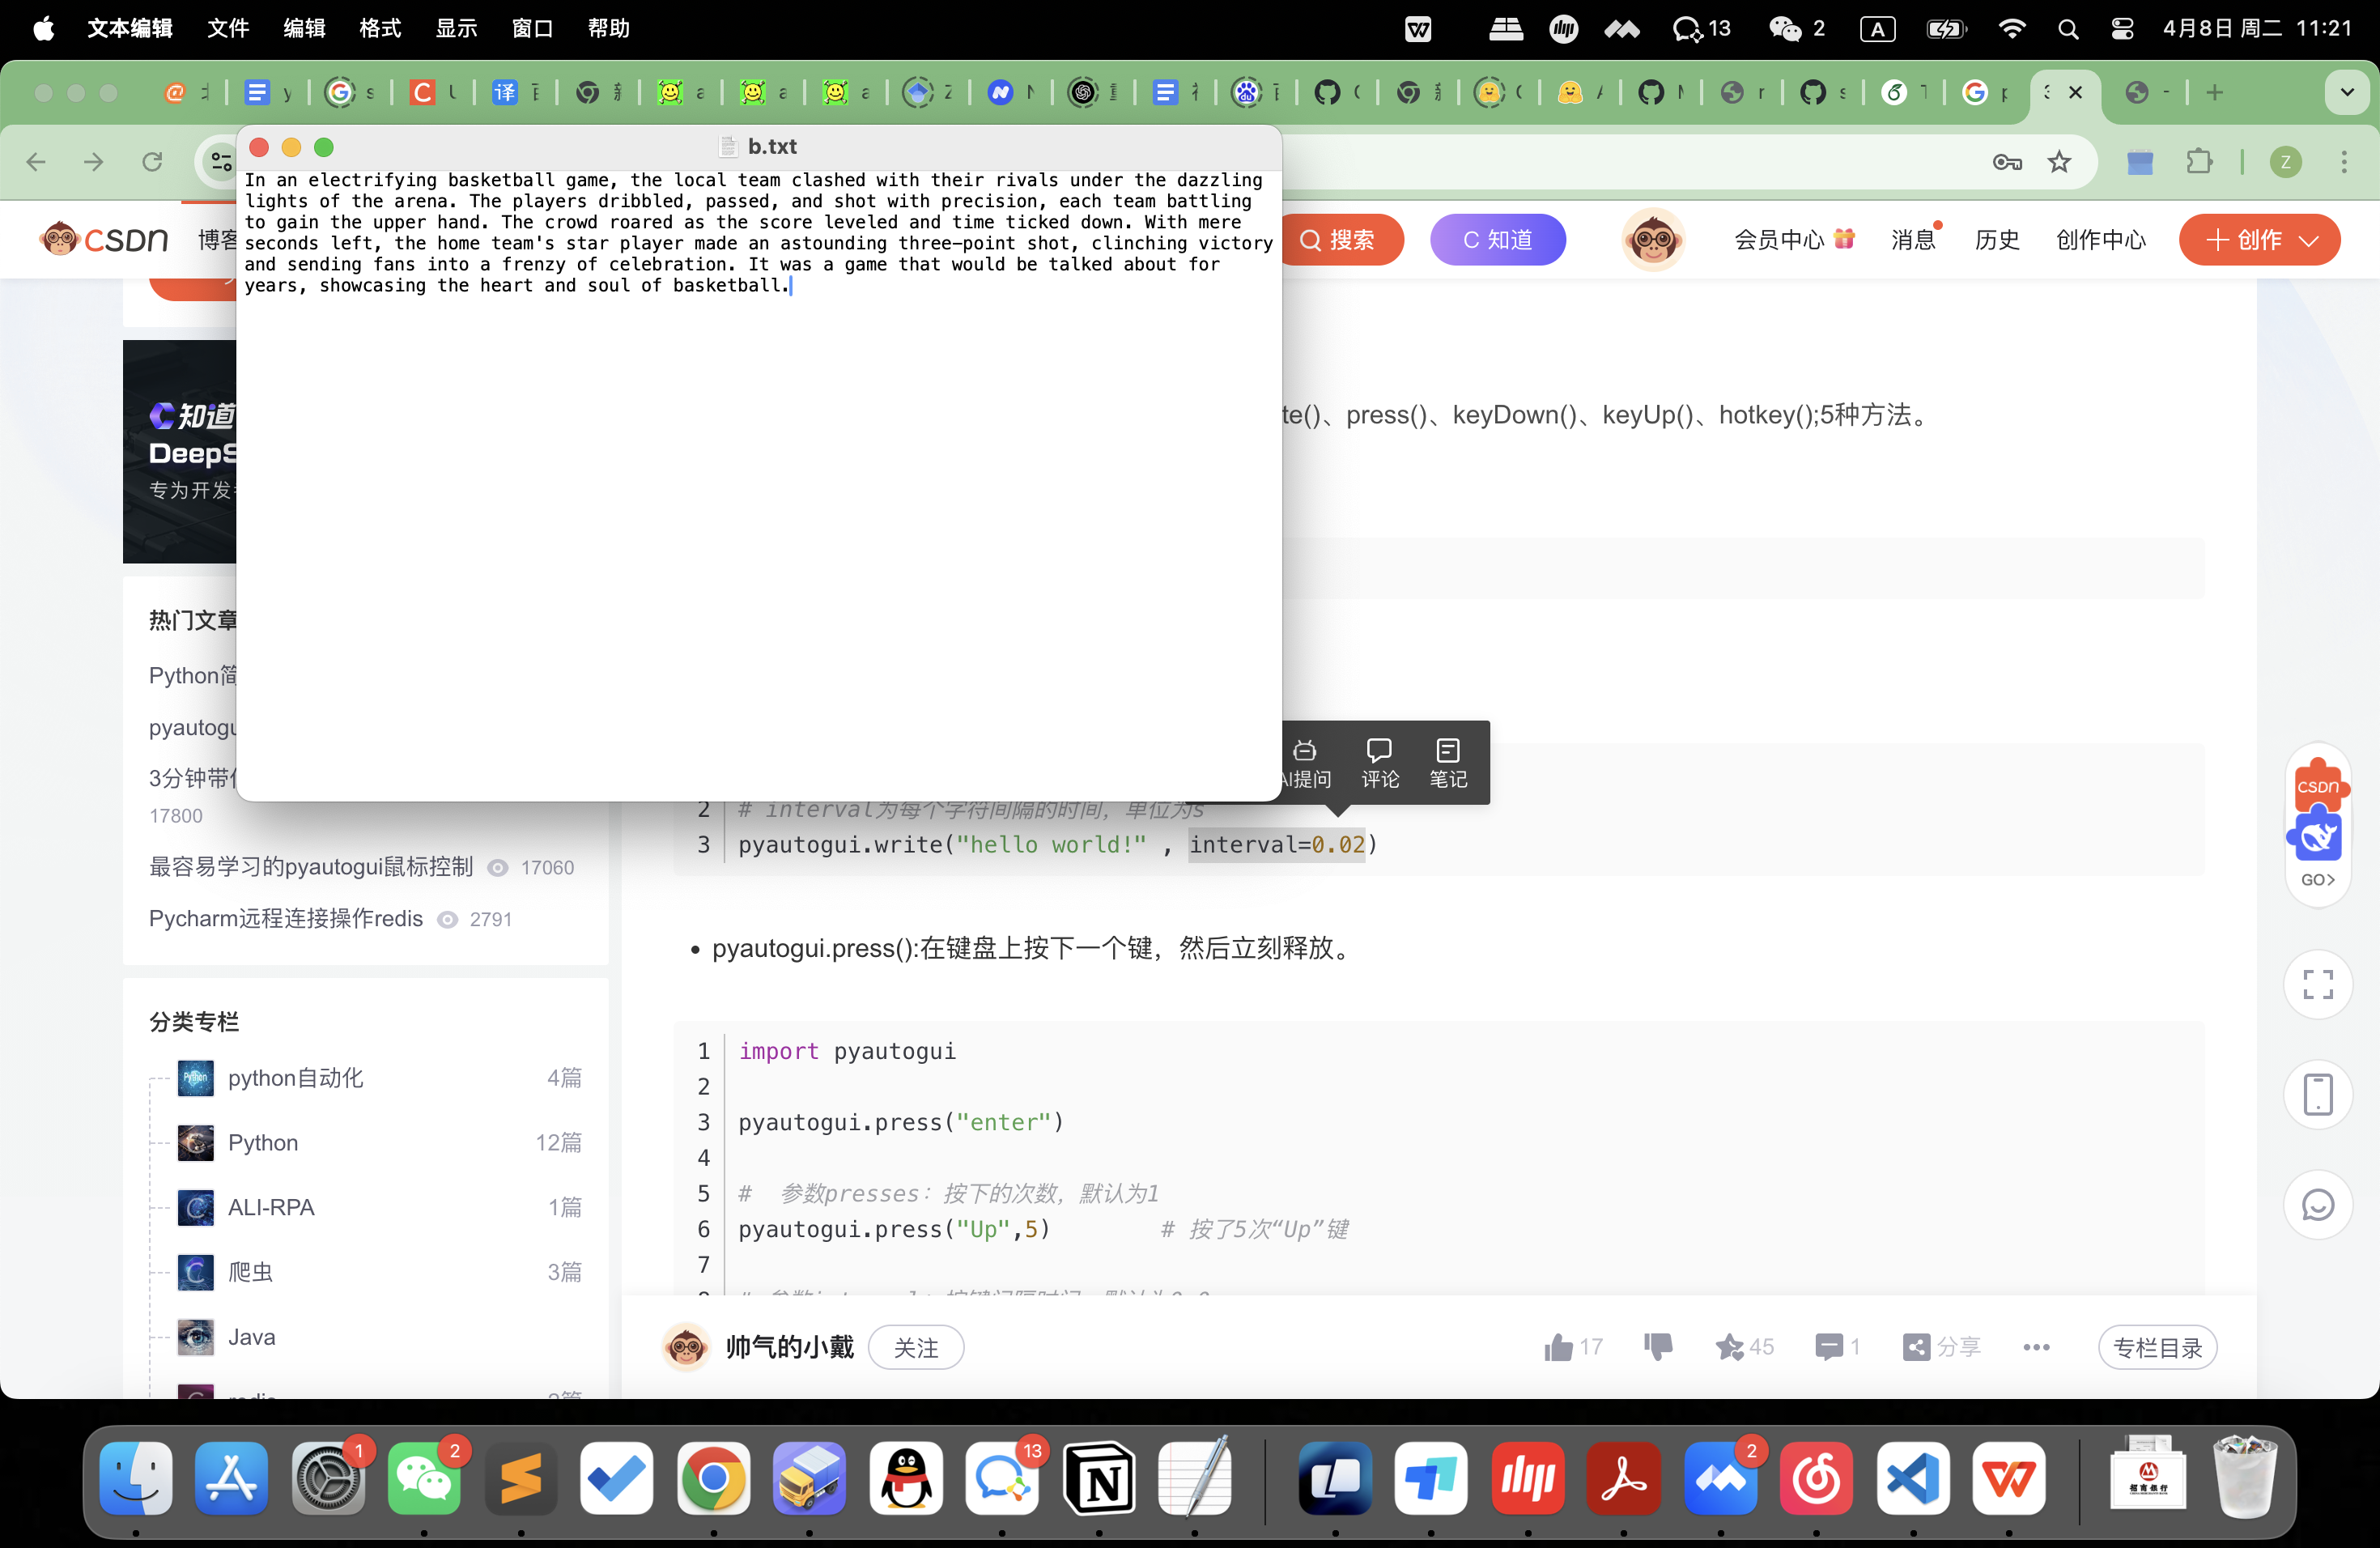 文本编辑 文件 编辑 格式 显示 窗口 帮助 13 2 A 4月8日 周二 11:21
b.txt
In an electrifying basketball game, the local team clashed with their rivals under the dazzling
lights of the arena. The players dribbled, passed, and shot with precision, each team battling
to gain the upper hand. The crowd roared as the score leveled and time ticked down. With mere
seconds left, the home team's star player made an astounding three-point shot, clinching victory
and sending fans into a frenzy of celebration. It was a game that would be talked about for
years, showcasing the heart and soul of basketball.
Z
CSDN 博客 搜索 C 知道 会员中心 消息 历史 创作中心 创作
C知道
DeepS
专为开发
te()、press()、keyDown()、keyUp()、hotkey();5种方法。
热门文章
Python简
pyautogu
3分钟带
17800
最容易学习的pyautogui鼠标控制 17060
Pycharm远程连接操作redis 2791
AI提问 评论 笔记
2 # interval为每个字符间隔的时间，单位为s
3 pyautogui.write("hello world!" , interval=0.02)
pyautogui.press():在键盘上按下一个键，然后立刻释放。
分类专栏
python自动化 4篇
Python 12篇
ALI-RPA 1篇
爬虫 3篇
Java
1 import pyautogui
2
3 pyautogui.press("enter")
4
5 # 参数presses：按下的次数，默认为1
6 pyautogui.press("Up",5) # 按了5次“Up”键
7
帅气的小戴 关注 17 45 1 分享 专栏目录
CSDN
GO>
1 2 13 2
招商银行